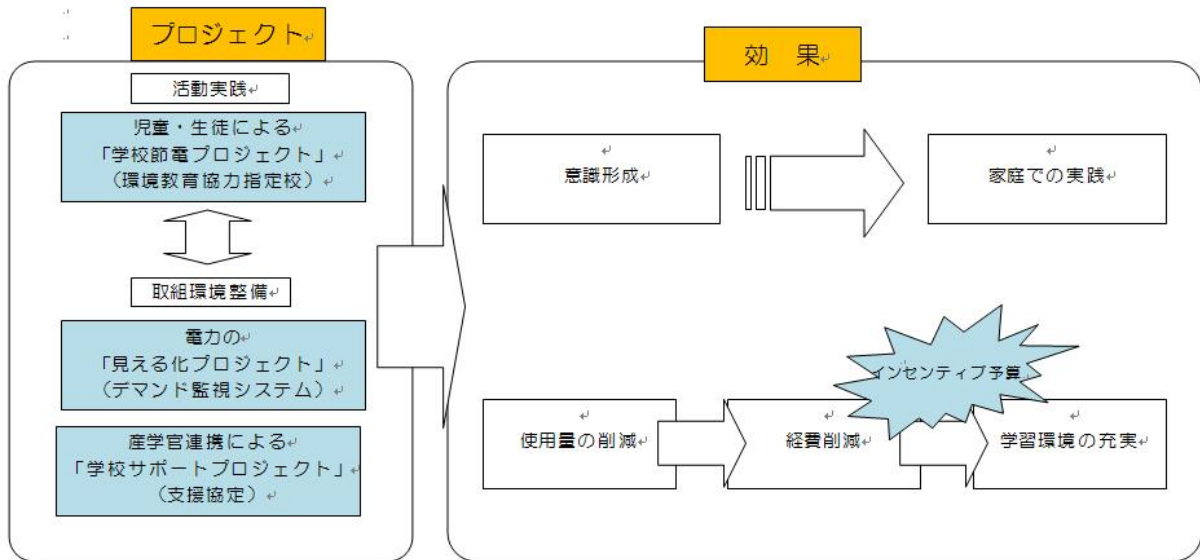 プロジェクト
活動実践
児童・生徒による
「学校節電プロジェクト」
（環境教育協力指定校）
取組環境整備
電力の
「見える化プロジェクト」
（デマンド監視システム）
産学官連携による
「学校サポートプロジェクト」
（支援協定）
効　果
意識形成
家庭での実践
インセンティブ予算
使用量の削減
経費削減
学習環境の充実